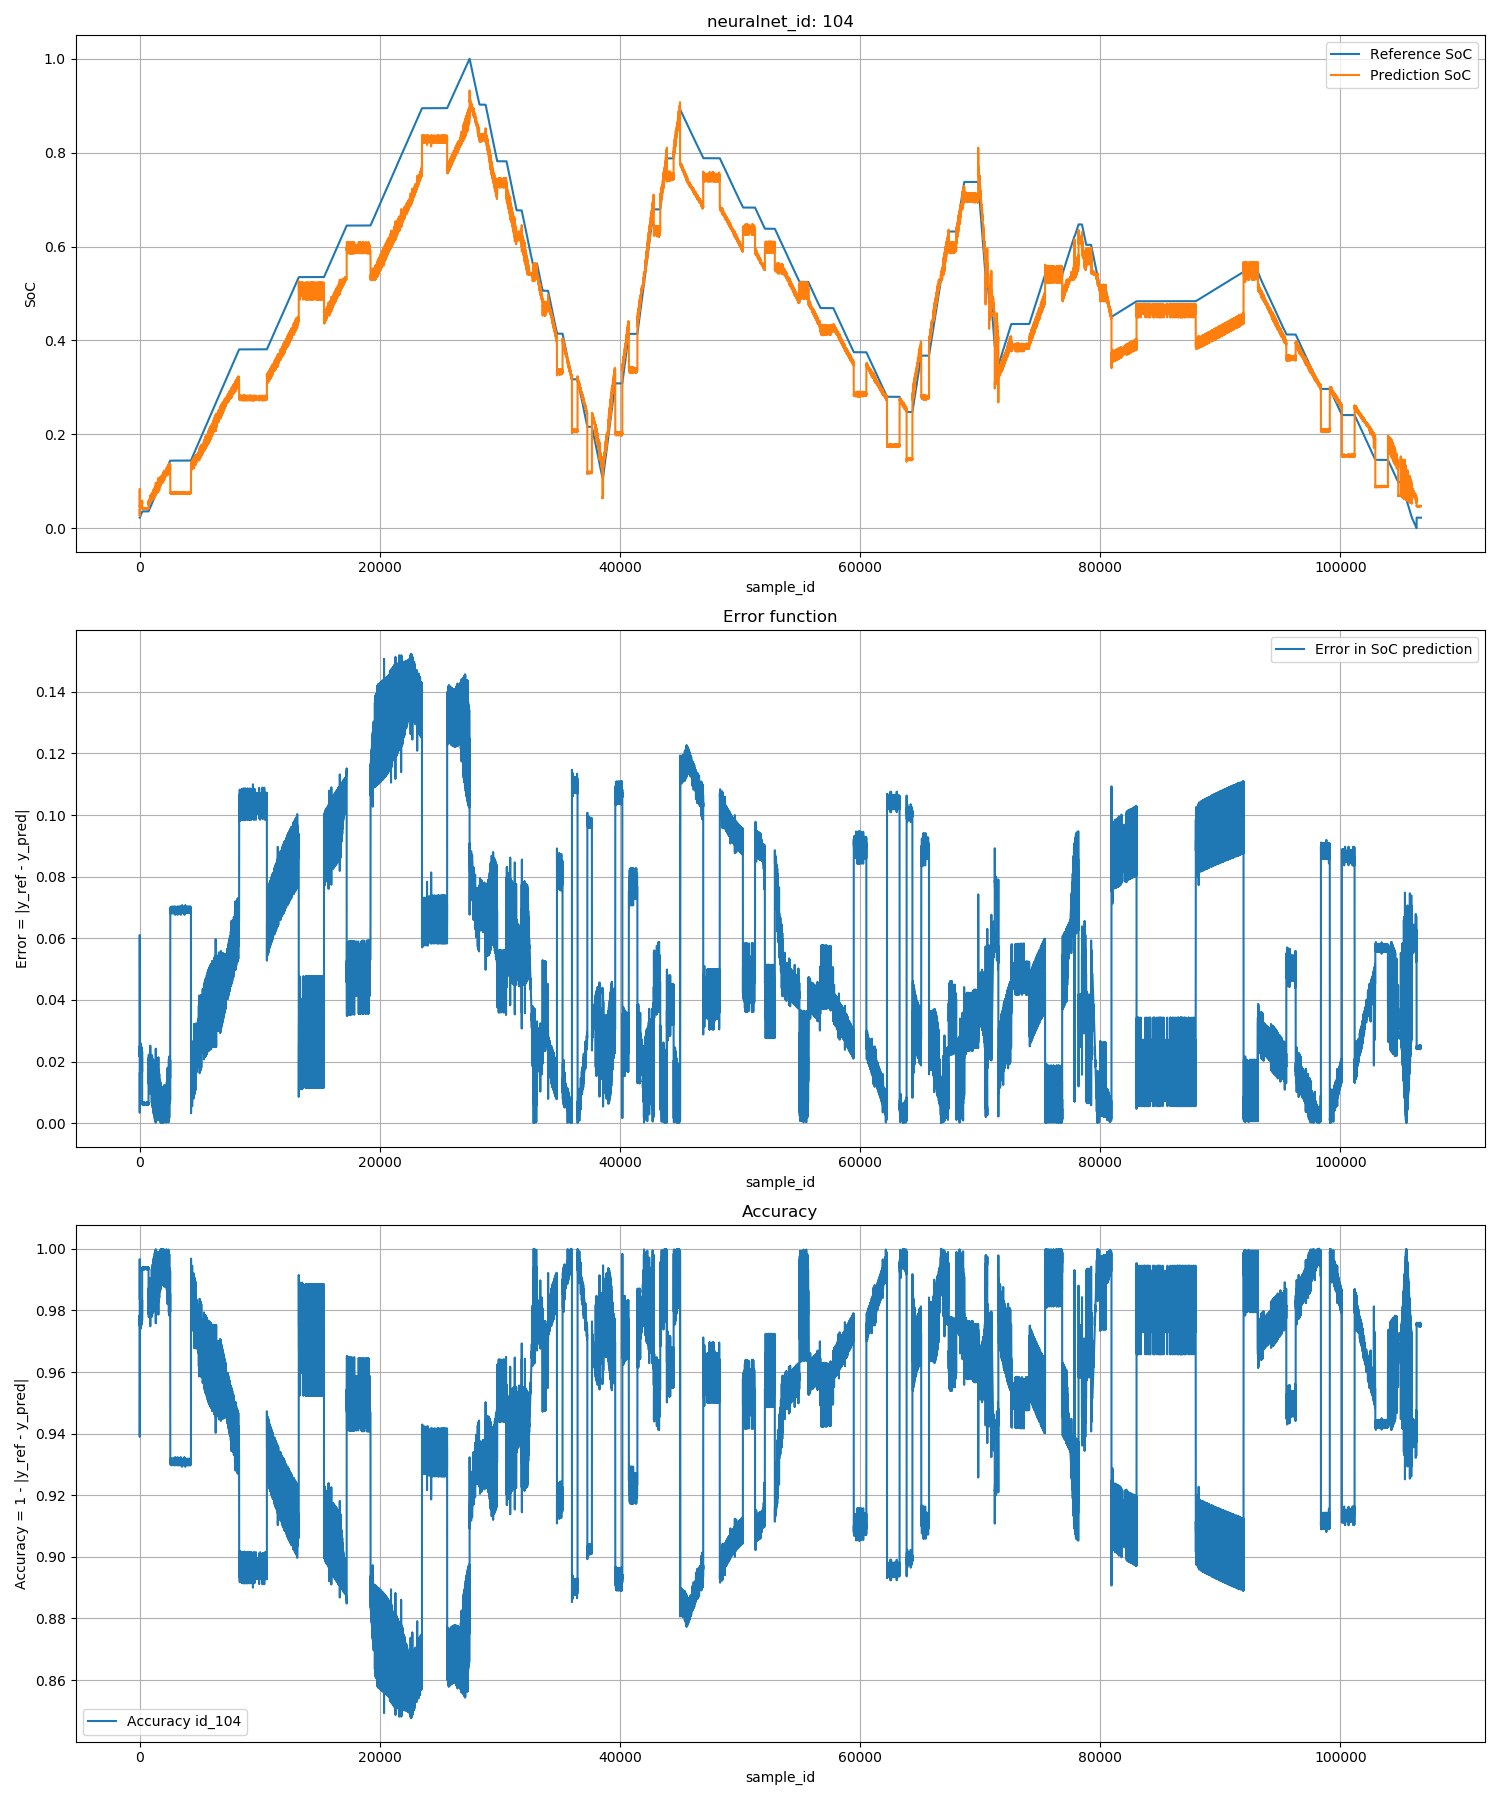 neuralnet_id: 104
Reference SoC
Prediction SoC
SoC
1.0
0.8
0.6
0.4
0.2
0.0
0 20000 40000 60000 80000 100000
sample_id
Error function
Error in SoC prediction
Error = |y_ref - y_pred|
0.14
0.12
0.10
0.08
0.06
0.04
0.02
0.00
0 20000 40000 60000 80000 100000
sample_id
Accuracy
Accuracy = 1 - |y_ref - y_pred|
1.00
0.98
0.96
0.94
0.92
0.90
0.88
0.86
Accuracy id_104
0 20000 40000 60000 80000 100000
sample_id